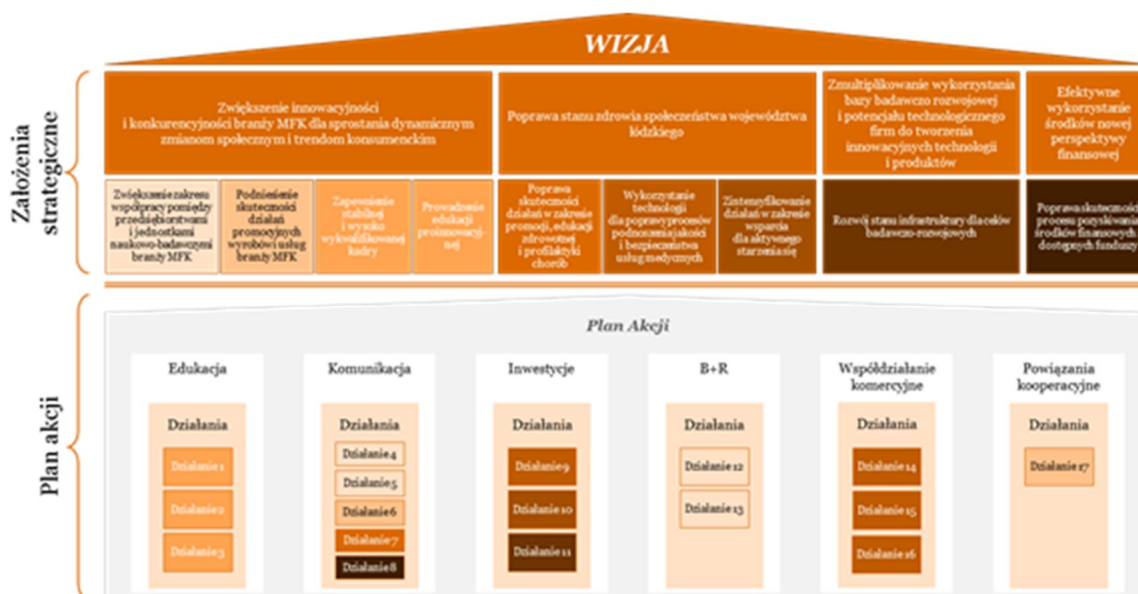 WIZJA
Założenia
strategiczne
Zwiększenie innowacyjności
i konkurencyjności branży MFK dla sprostania dynamicznym
zmianom społecznym i trendom konsumenckim
Poprawa stanu zdrowia społeczeństwa województwa
łódzkiego
Zmultiplikowanie wykorzystania
bazy badawczo rozwojowej
i potencjału technologicznego
firm do tworzenia
innowacyjnych technologii
i produktów
Efektywne
wykorzystanie
środków nowej
perspektywy
finansowej
Zwiększenie zakresu
współpracy pomiędzy
przedsiębiorstwami
i jednostkami
naukowo-badawczymi
branży MFK
Podniesienie
skuteczności
działań
promocyjnych
wyrobów i usług
branży MFK
Zapewnienie
stabilnej
i wysoko
wykwalifikowanej
kadry
Prowadzenie
edukacji
proinnowacyj-
nej
Poprawa
skuteczności
działań w zakresie
promocji, edukacji
zdrowotnej
i profilaktyki
chorób
Wykorzystanie
technologii
dla poprawy procesów
podnoszenia jakości
i bezpieczeństwa
usług medycznych
Zintensyfikowanie
działań w zakresie
wsparcia
dla aktywnego
starzenia się
Rozwój stanu infrastruktury dla celów
badawczo-rozwojowych
Poprawa skuteczności
procesu pozyskiwania
środków finansowych z
dostępnych funduszy
Plan akcji
Plan Akcji
Edukacja
Działania
Działanie 1
Działanie 2
Działanie 3
Komunikacja
Działania
Działanie 4
Działanie 5
Działanie 6
Działanie 7
Działanie 8
Inwestycje
Działania
Działanie 9
Działanie 10
Działanie 11
B+R
Działania
Działanie 12
Działanie 13
Współdziałanie
komercyjne
Działania
Działanie 14
Działanie 15
Działanie 16
Powiązania
kooperacyjne
Działania
Działanie 17